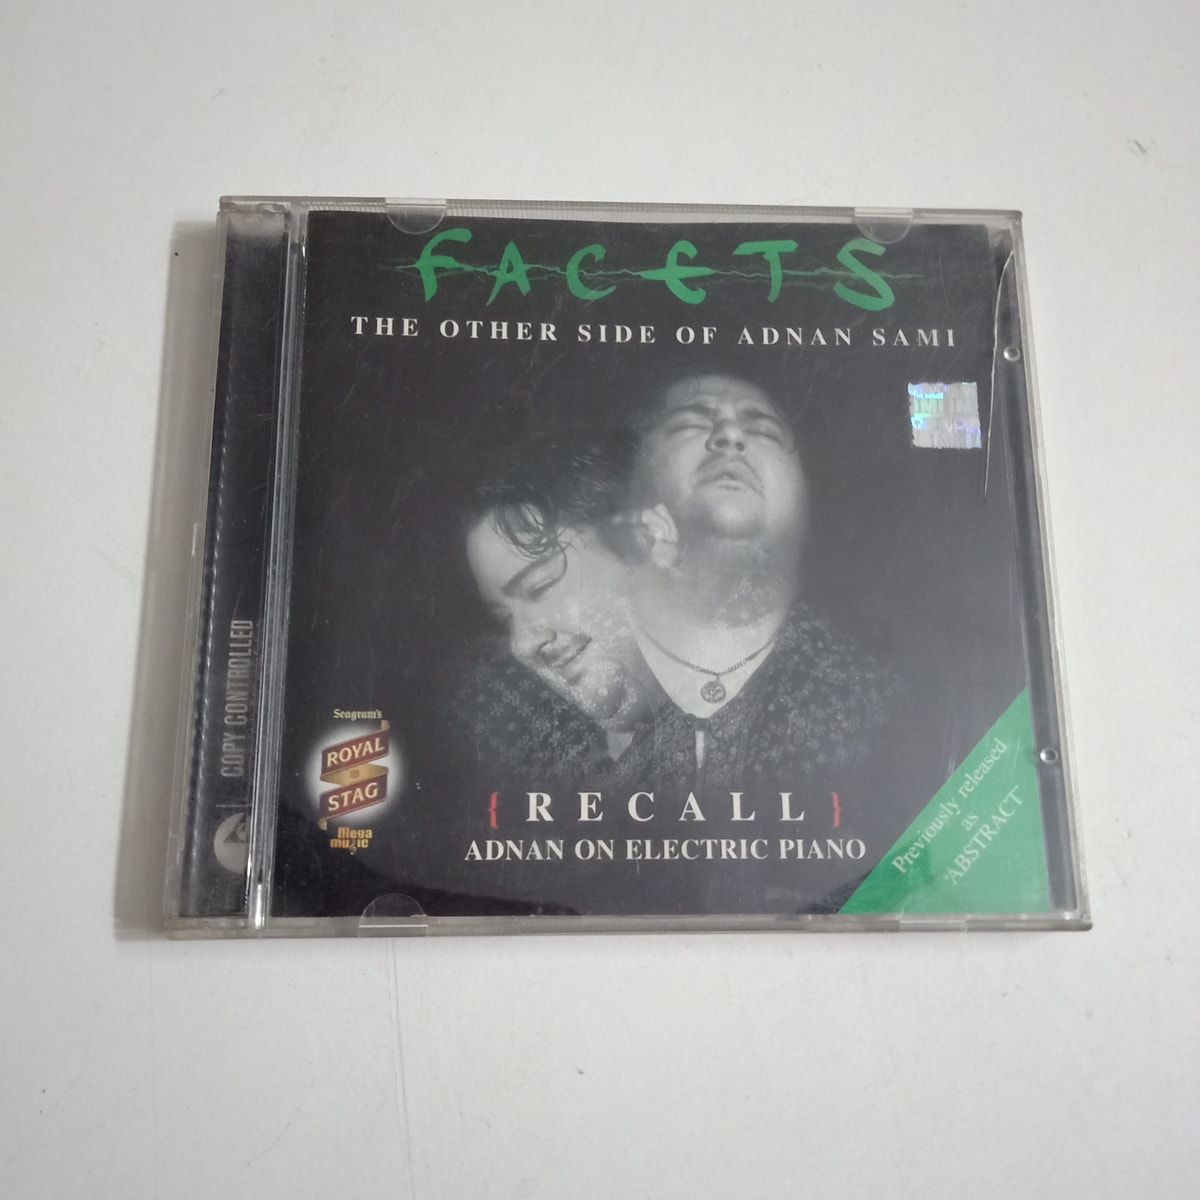 FACETS
THE OTHER SIDE OF ADNAN SAMI
COPY CONTROLLED
Seagram's
ROYAL
STAG
Mega
music
{ RECALL }
ADNAN ON ELECTRIC PIANO
Previously released
as
'ABSTRACT'